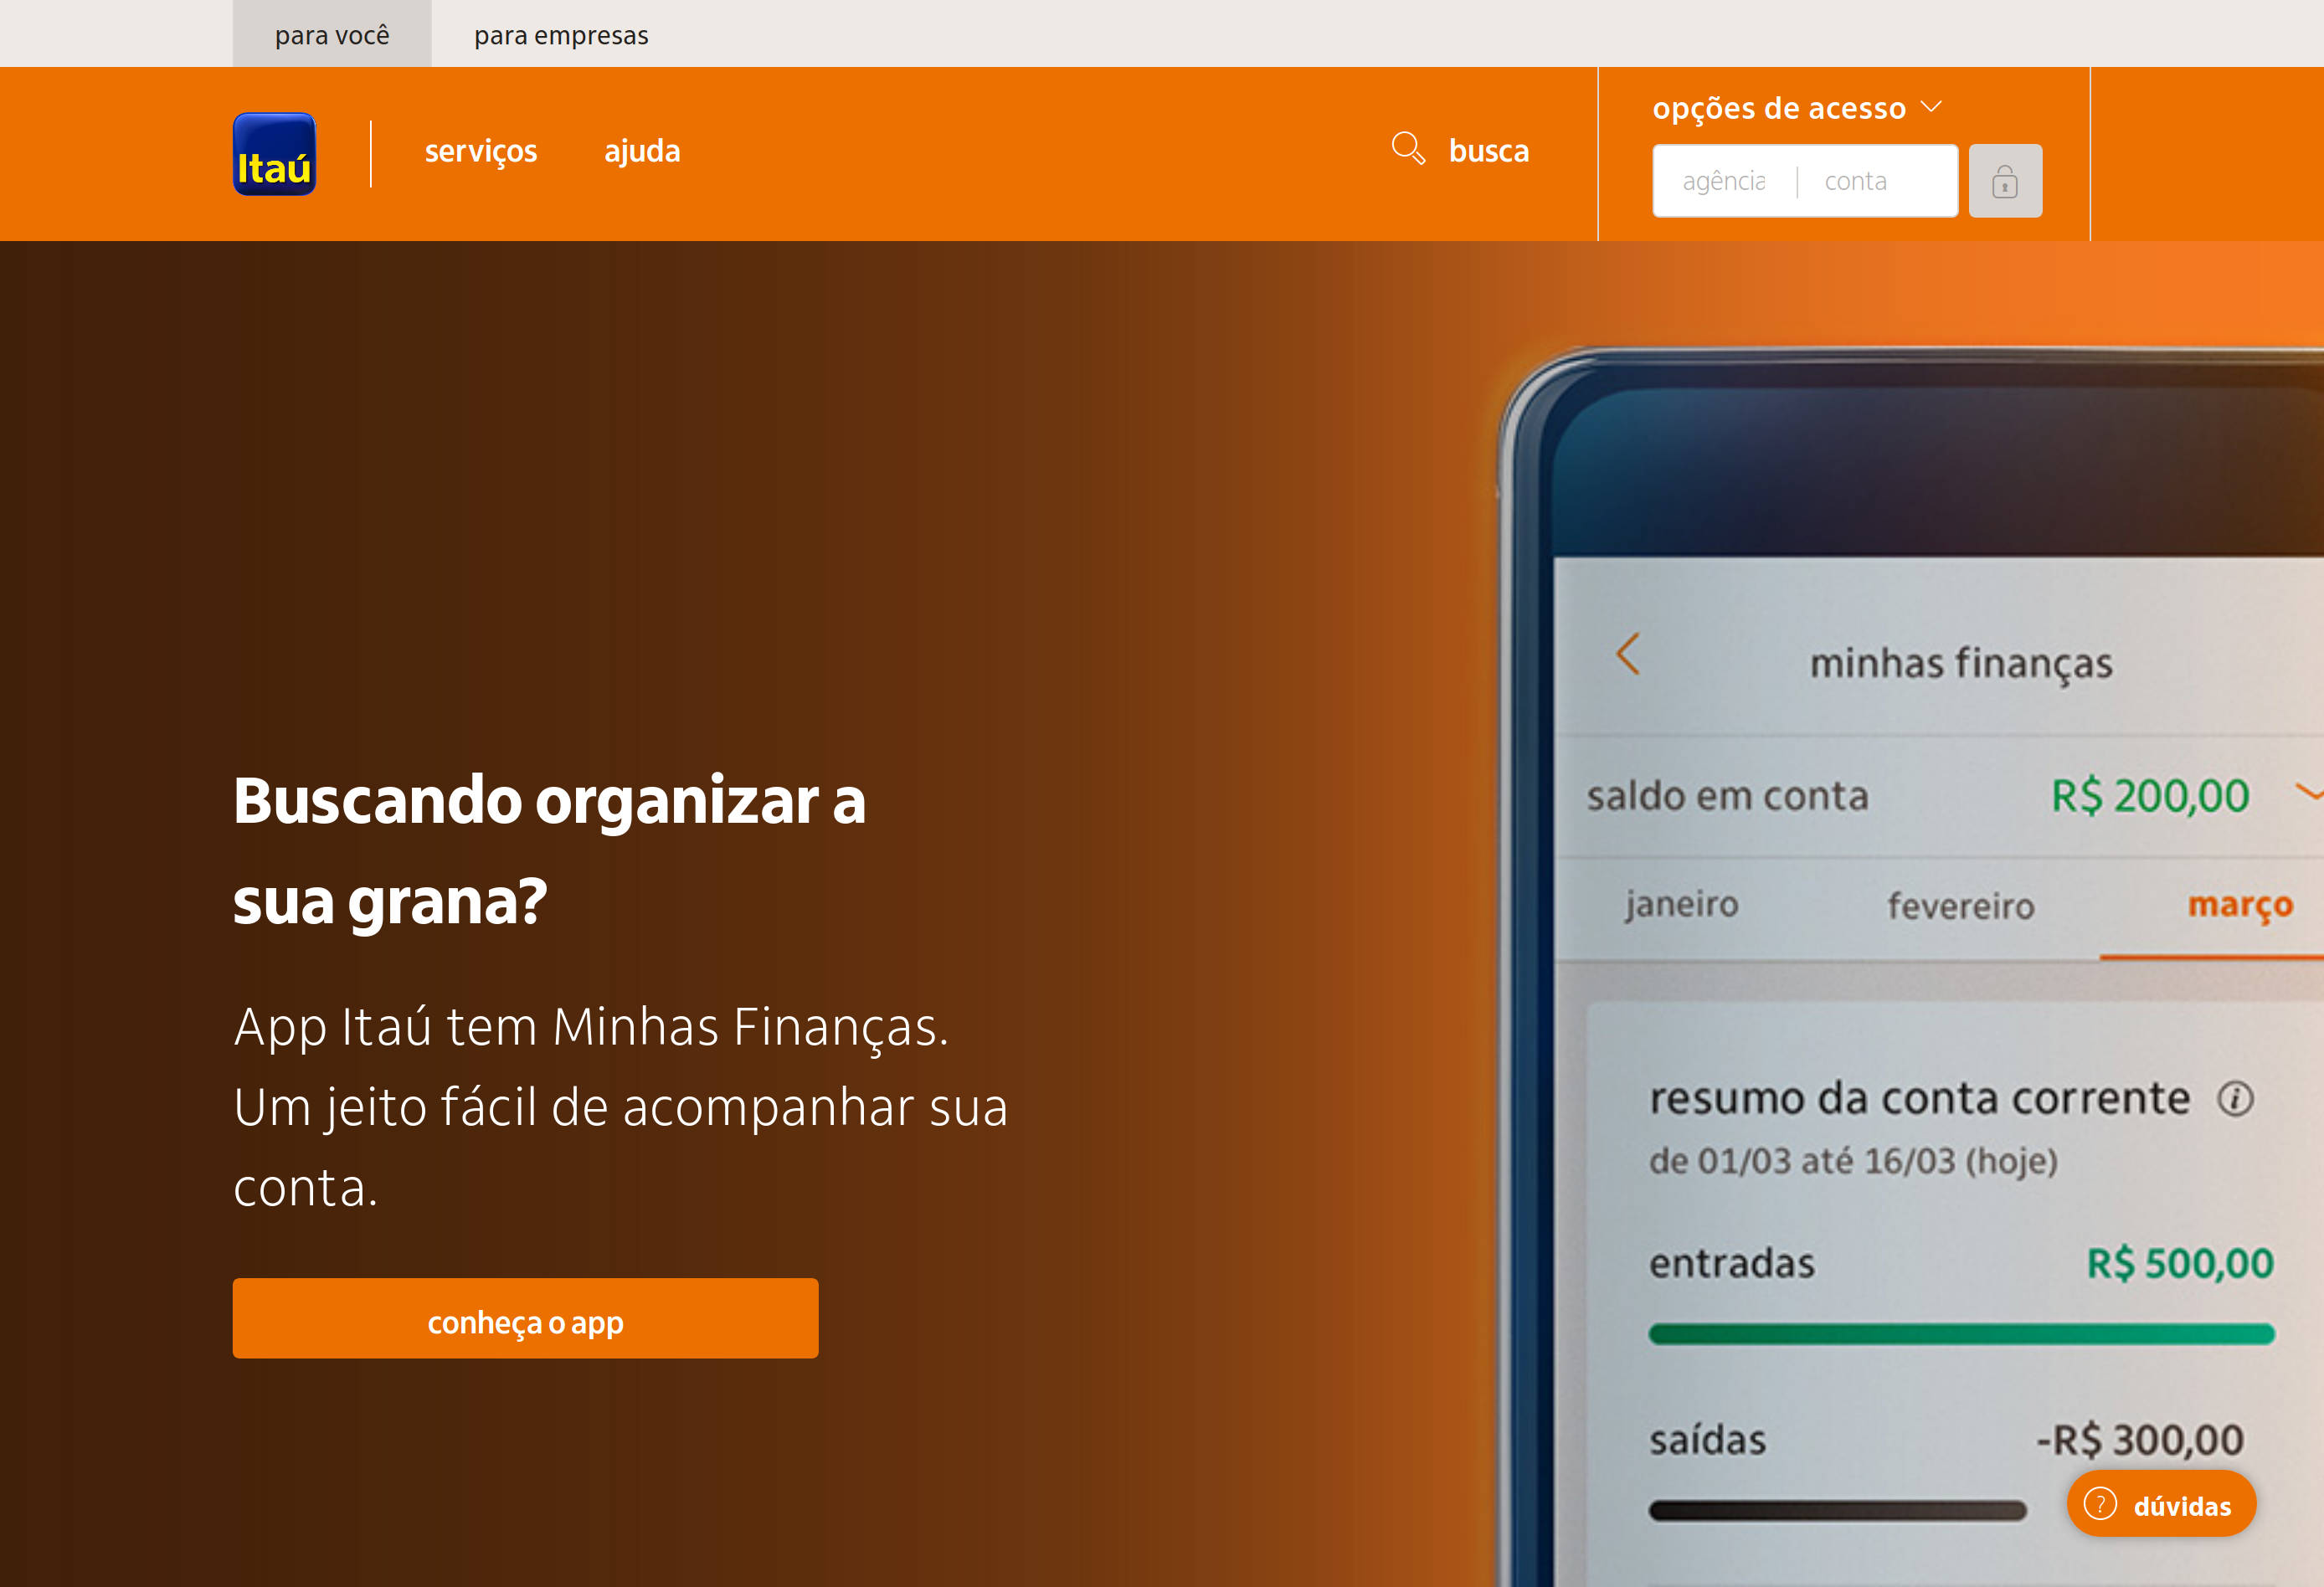 para você
para empresas
Itaú
serviços
ajuda
busca
opções de acesso
agência
conta
Buscando organizar a
sua grana?
App Itaú tem Minhas Finanças.
Um jeito fácil de acompanhar sua
conta.
conheça o app
minhas finanças
saldo em conta R$ 200,00
janeiro fevereiro março
resumo da conta corrente i
de 01/03 até 16/03 (hoje)
entradas R$ 500,00
saídas -R$ 300,00
? dúvidas